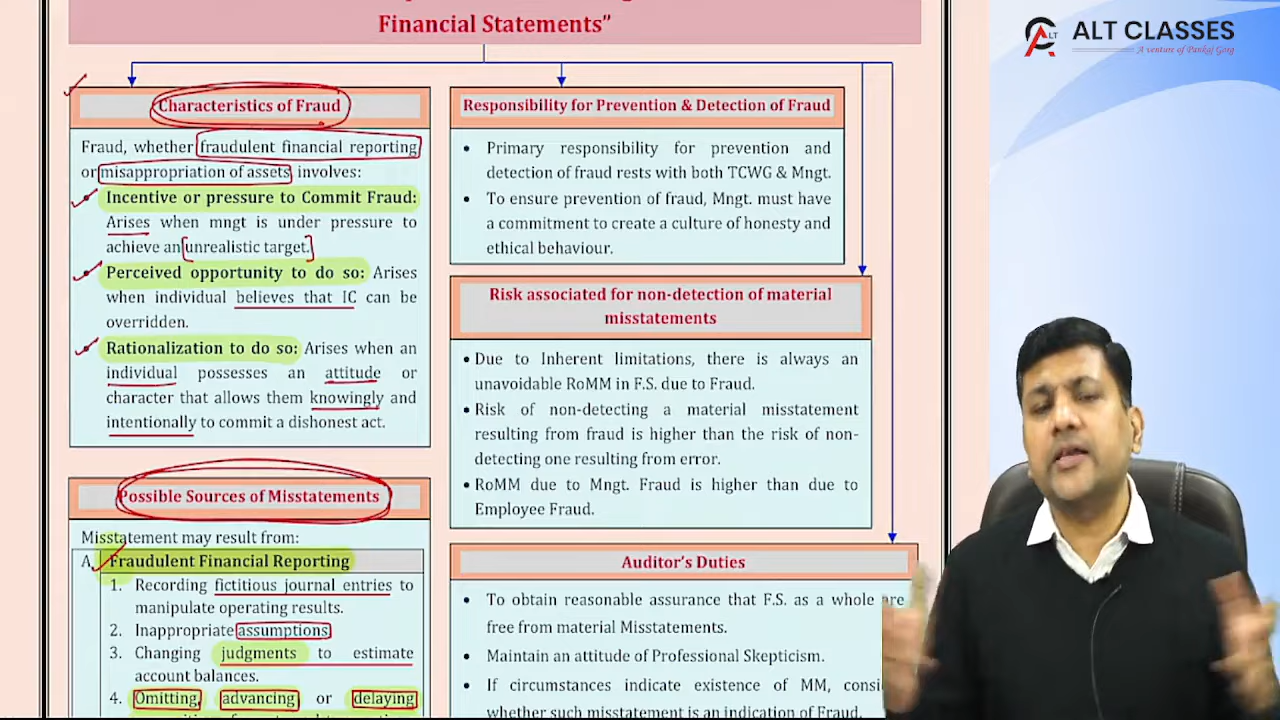 Financial Statements"
ALT CLASSES
A venture of Pankaj Garg
ALT
Characteristics of Fraud
Fraud, whether fraudulent financial reporting
or misappropriation of assets, involves:
• Incentive or pressure to Commit Fraud:
Arises when mngt is under pressure to
achieve an unrealistic target.
• Perceived opportunity to do so: Arises
when individual believes that IC can be
overridden.
• Rationalization to do so: Arises when an
individual possesses an attitude or
character that allows them knowingly and
intentionally to commit a dishonest act.
Possible Sources of Misstatements
Misstatement may result from:
A. Fraudulent Financial Reporting
1. Recording fictitious journal entries to
manipulate operating results.
2. Inappropriate assumptions
3. Changing judgments to estimate
account balances.
4. Omitting, advancing or delaying
Responsibility for Prevention & Detection of Fraud
• Primary responsibility for prevention and
detection of fraud rests with both TCWG & Mngt.
• To ensure prevention of fraud, Mngt. must have
a commitment to create a culture of honesty and
ethical behaviour.
Risk associated for non-detection of material
misstatements
• Due to Inherent limitations, there is always an
unavoidable RoMM in F.S. due to Fraud.
• Risk of non-detecting a material misstatement
resulting from fraud is higher than the risk of non-
detecting one resulting from error.
• RoMM due to Mngt. Fraud is higher than due to
Employee Fraud.
Auditor's Duties
• To obtain reasonable assurance that F.S. as a whole are
free from material Misstatements.
• Maintain an attitude of Professional Skepticism.
• If circumstances indicate existence of MM,
whether such misstatement is an indication of Fraud.